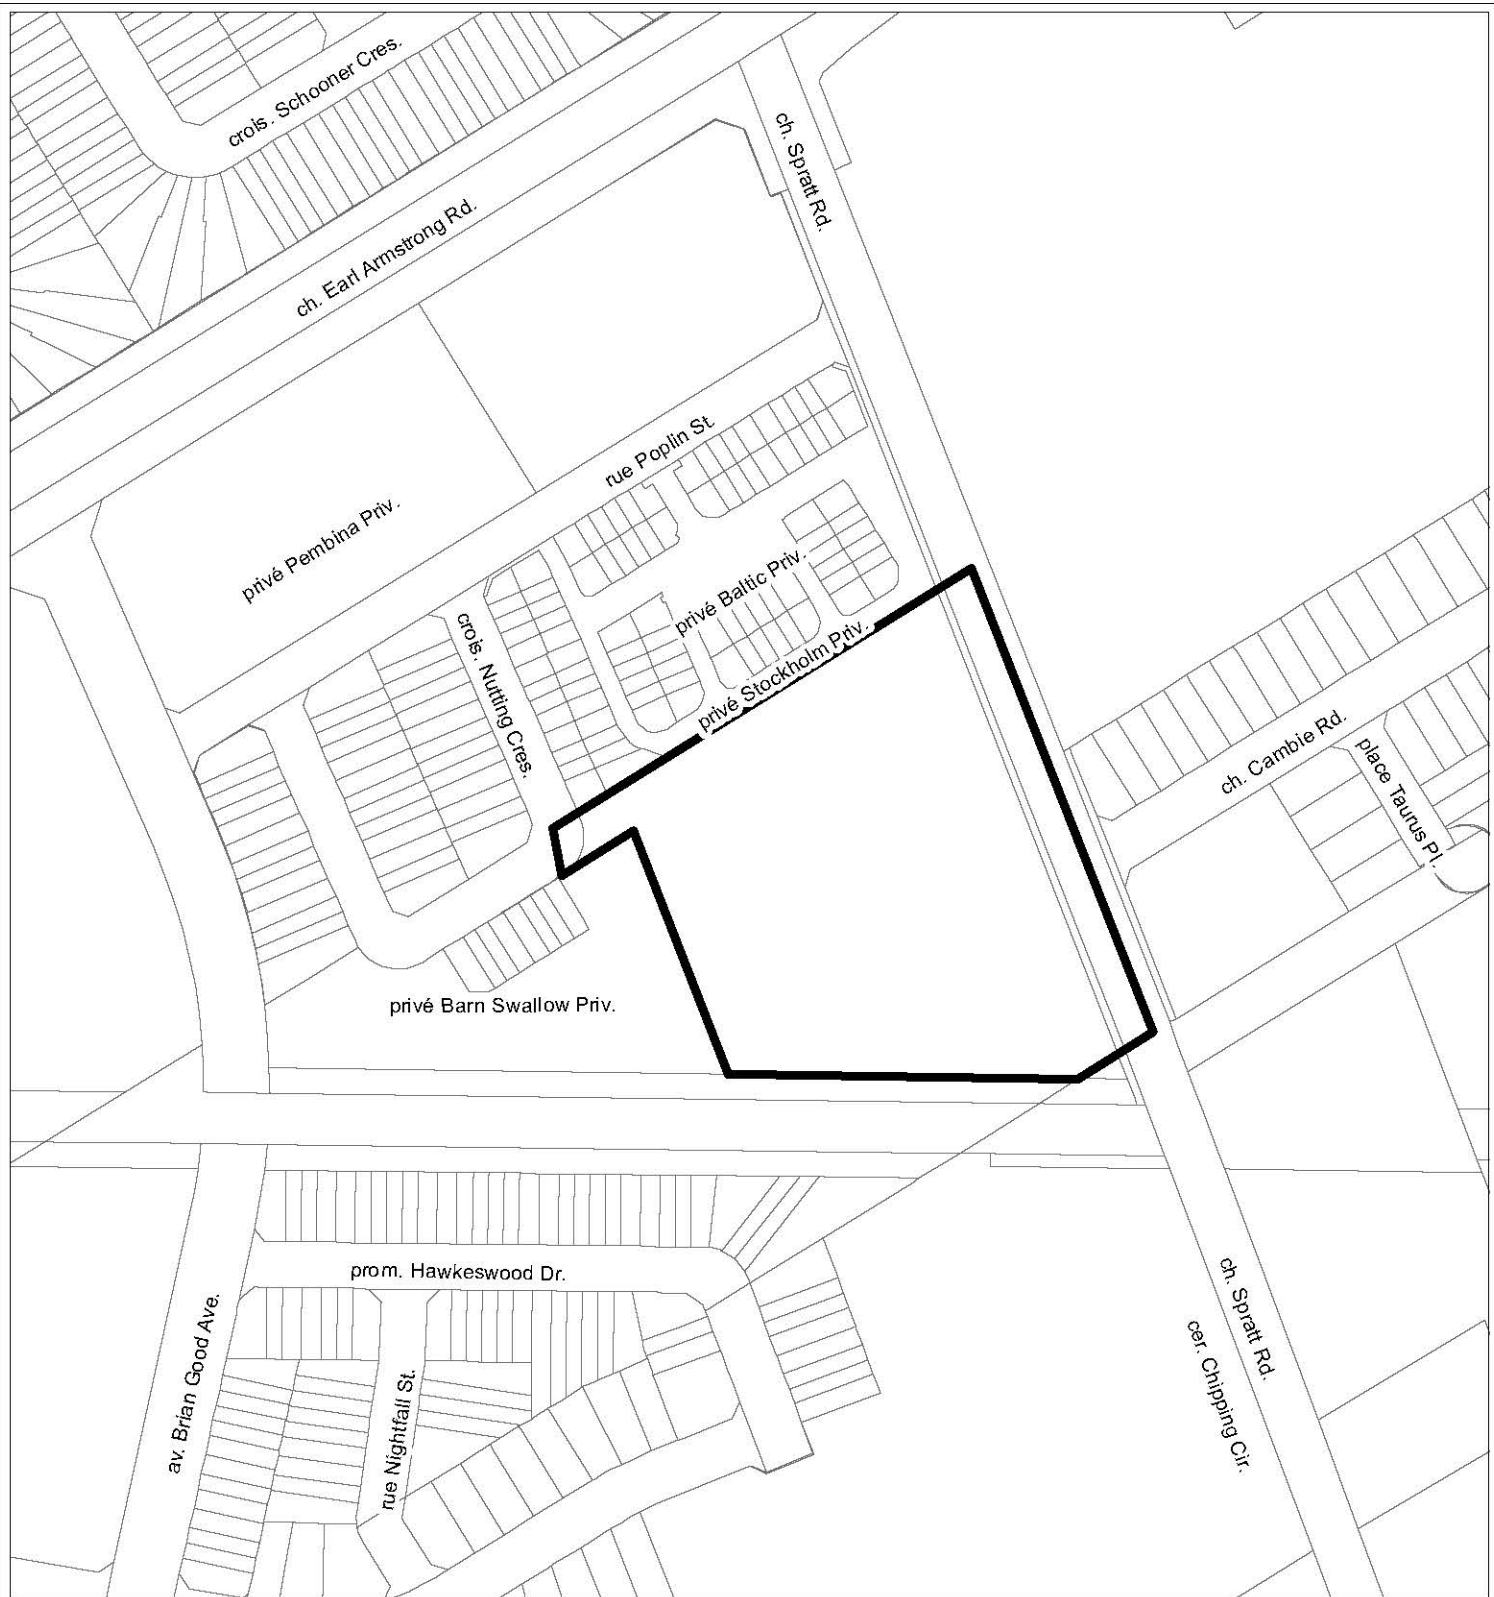 crois. Schooner Cres.
ch. Spratt Rd.
ch. Earl Armstrong Rd.
rue Poplin St.
privé Pembina Priv.
privé Baltic Priv.
crois. Nutting Cres.
privé Stockholm Priv.
ch. Cambie Rd.
place Taurus Pl.
privé Barn Swallow Priv.
prom. Hawkeswood Dr.
av. Brian Good Ave.
rue Nightfall St.
ch. Spratt Rd.
cer. Chipping Cir.